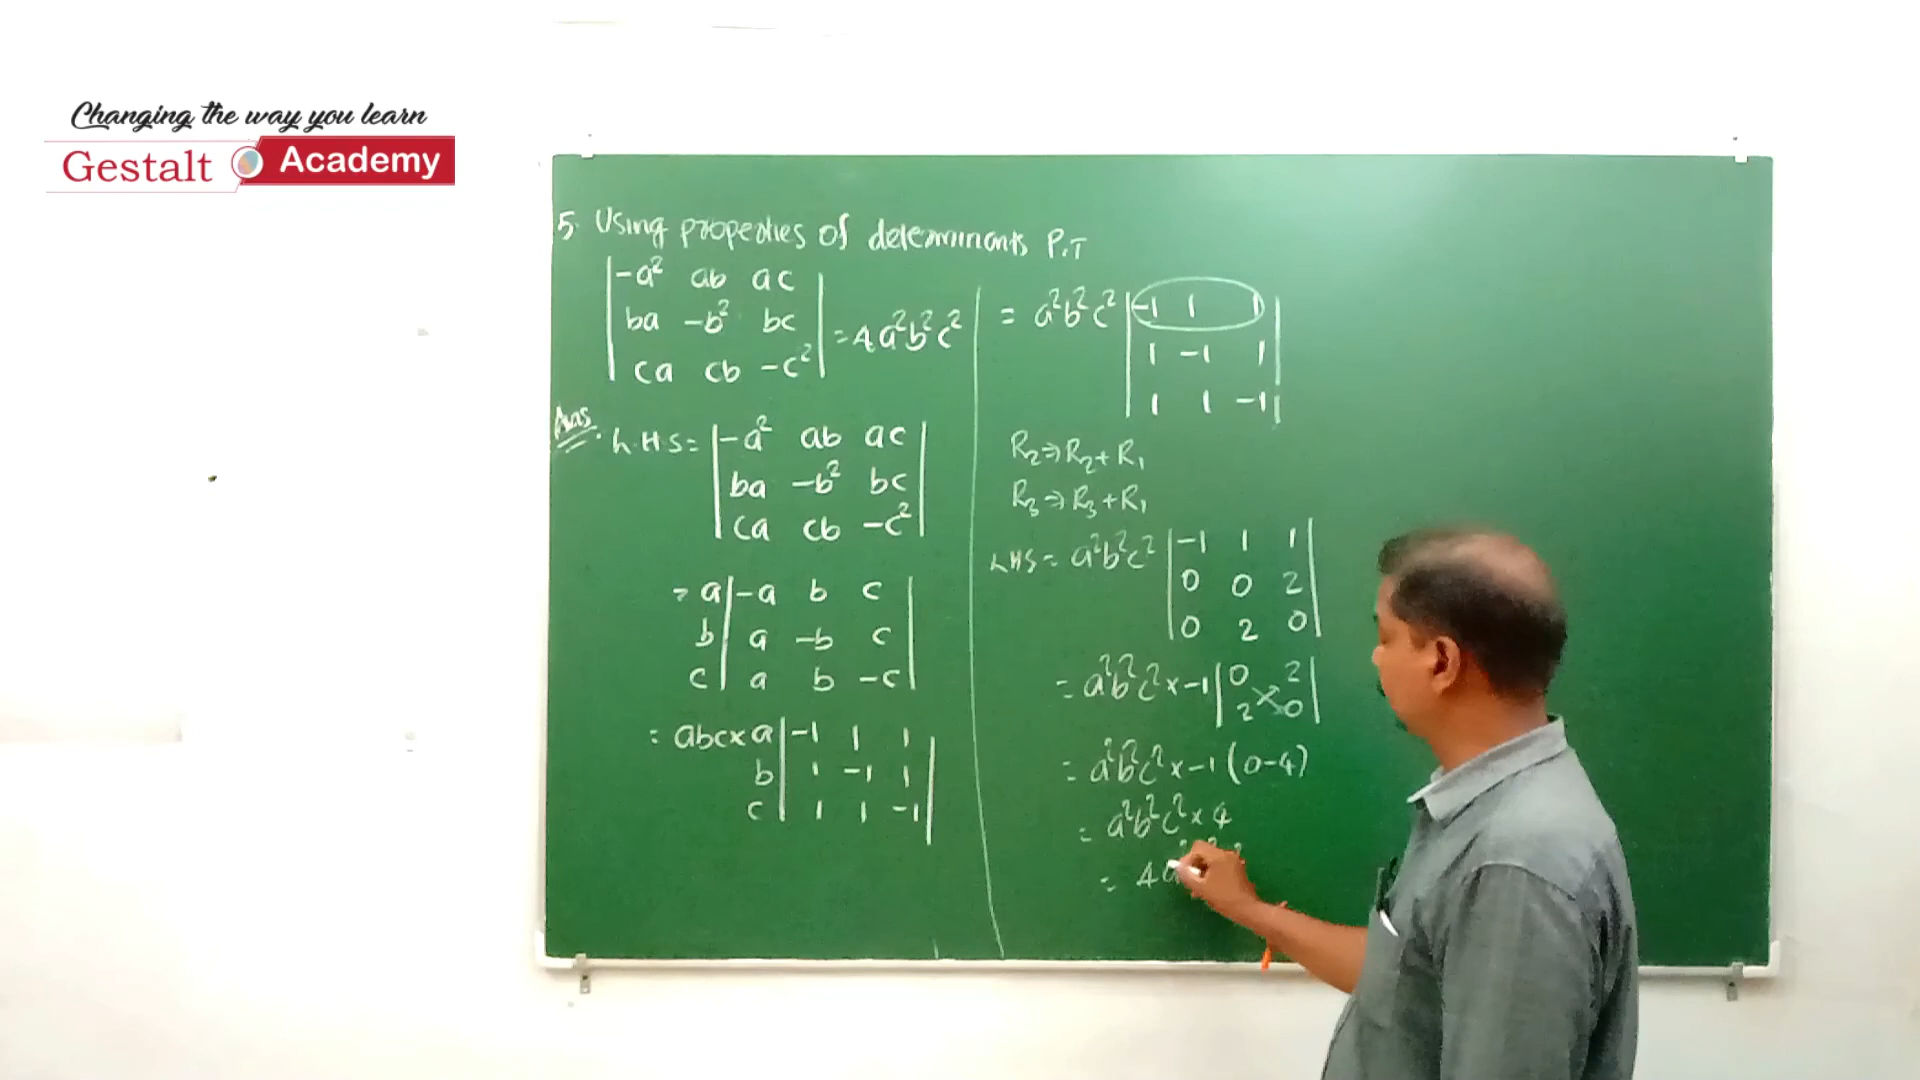 Changing the way you learn
Gestalt Academy
5. Using properties of determinants P.T
|-a² ab ac|
|ba -b² bc| = 4a²b²c²
|ca cb -c²|
Ans.
L.H.S = |-a² ab ac|
|ba -b² bc|
|ca cb -c²|
= a|-a b c|
b|a -b c|
c|a b -c|
= abc×a|-1 1 1|
b|1 -1 1|
c|1 1 -1|
= a²b²c² |-1 1 1|
|1 -1 1|
|1 1 -1|
R₂⇒R₂+R₁
R₃⇒R₃+R₁
LHS = a²b²c² |-1 1 1|
|0 0 2|
|0 2 0|
= a²b²c²×-1|0 2|
|2 0|
= a²b²c²×-1(0-4)
= a²b²c²×4
= 4a